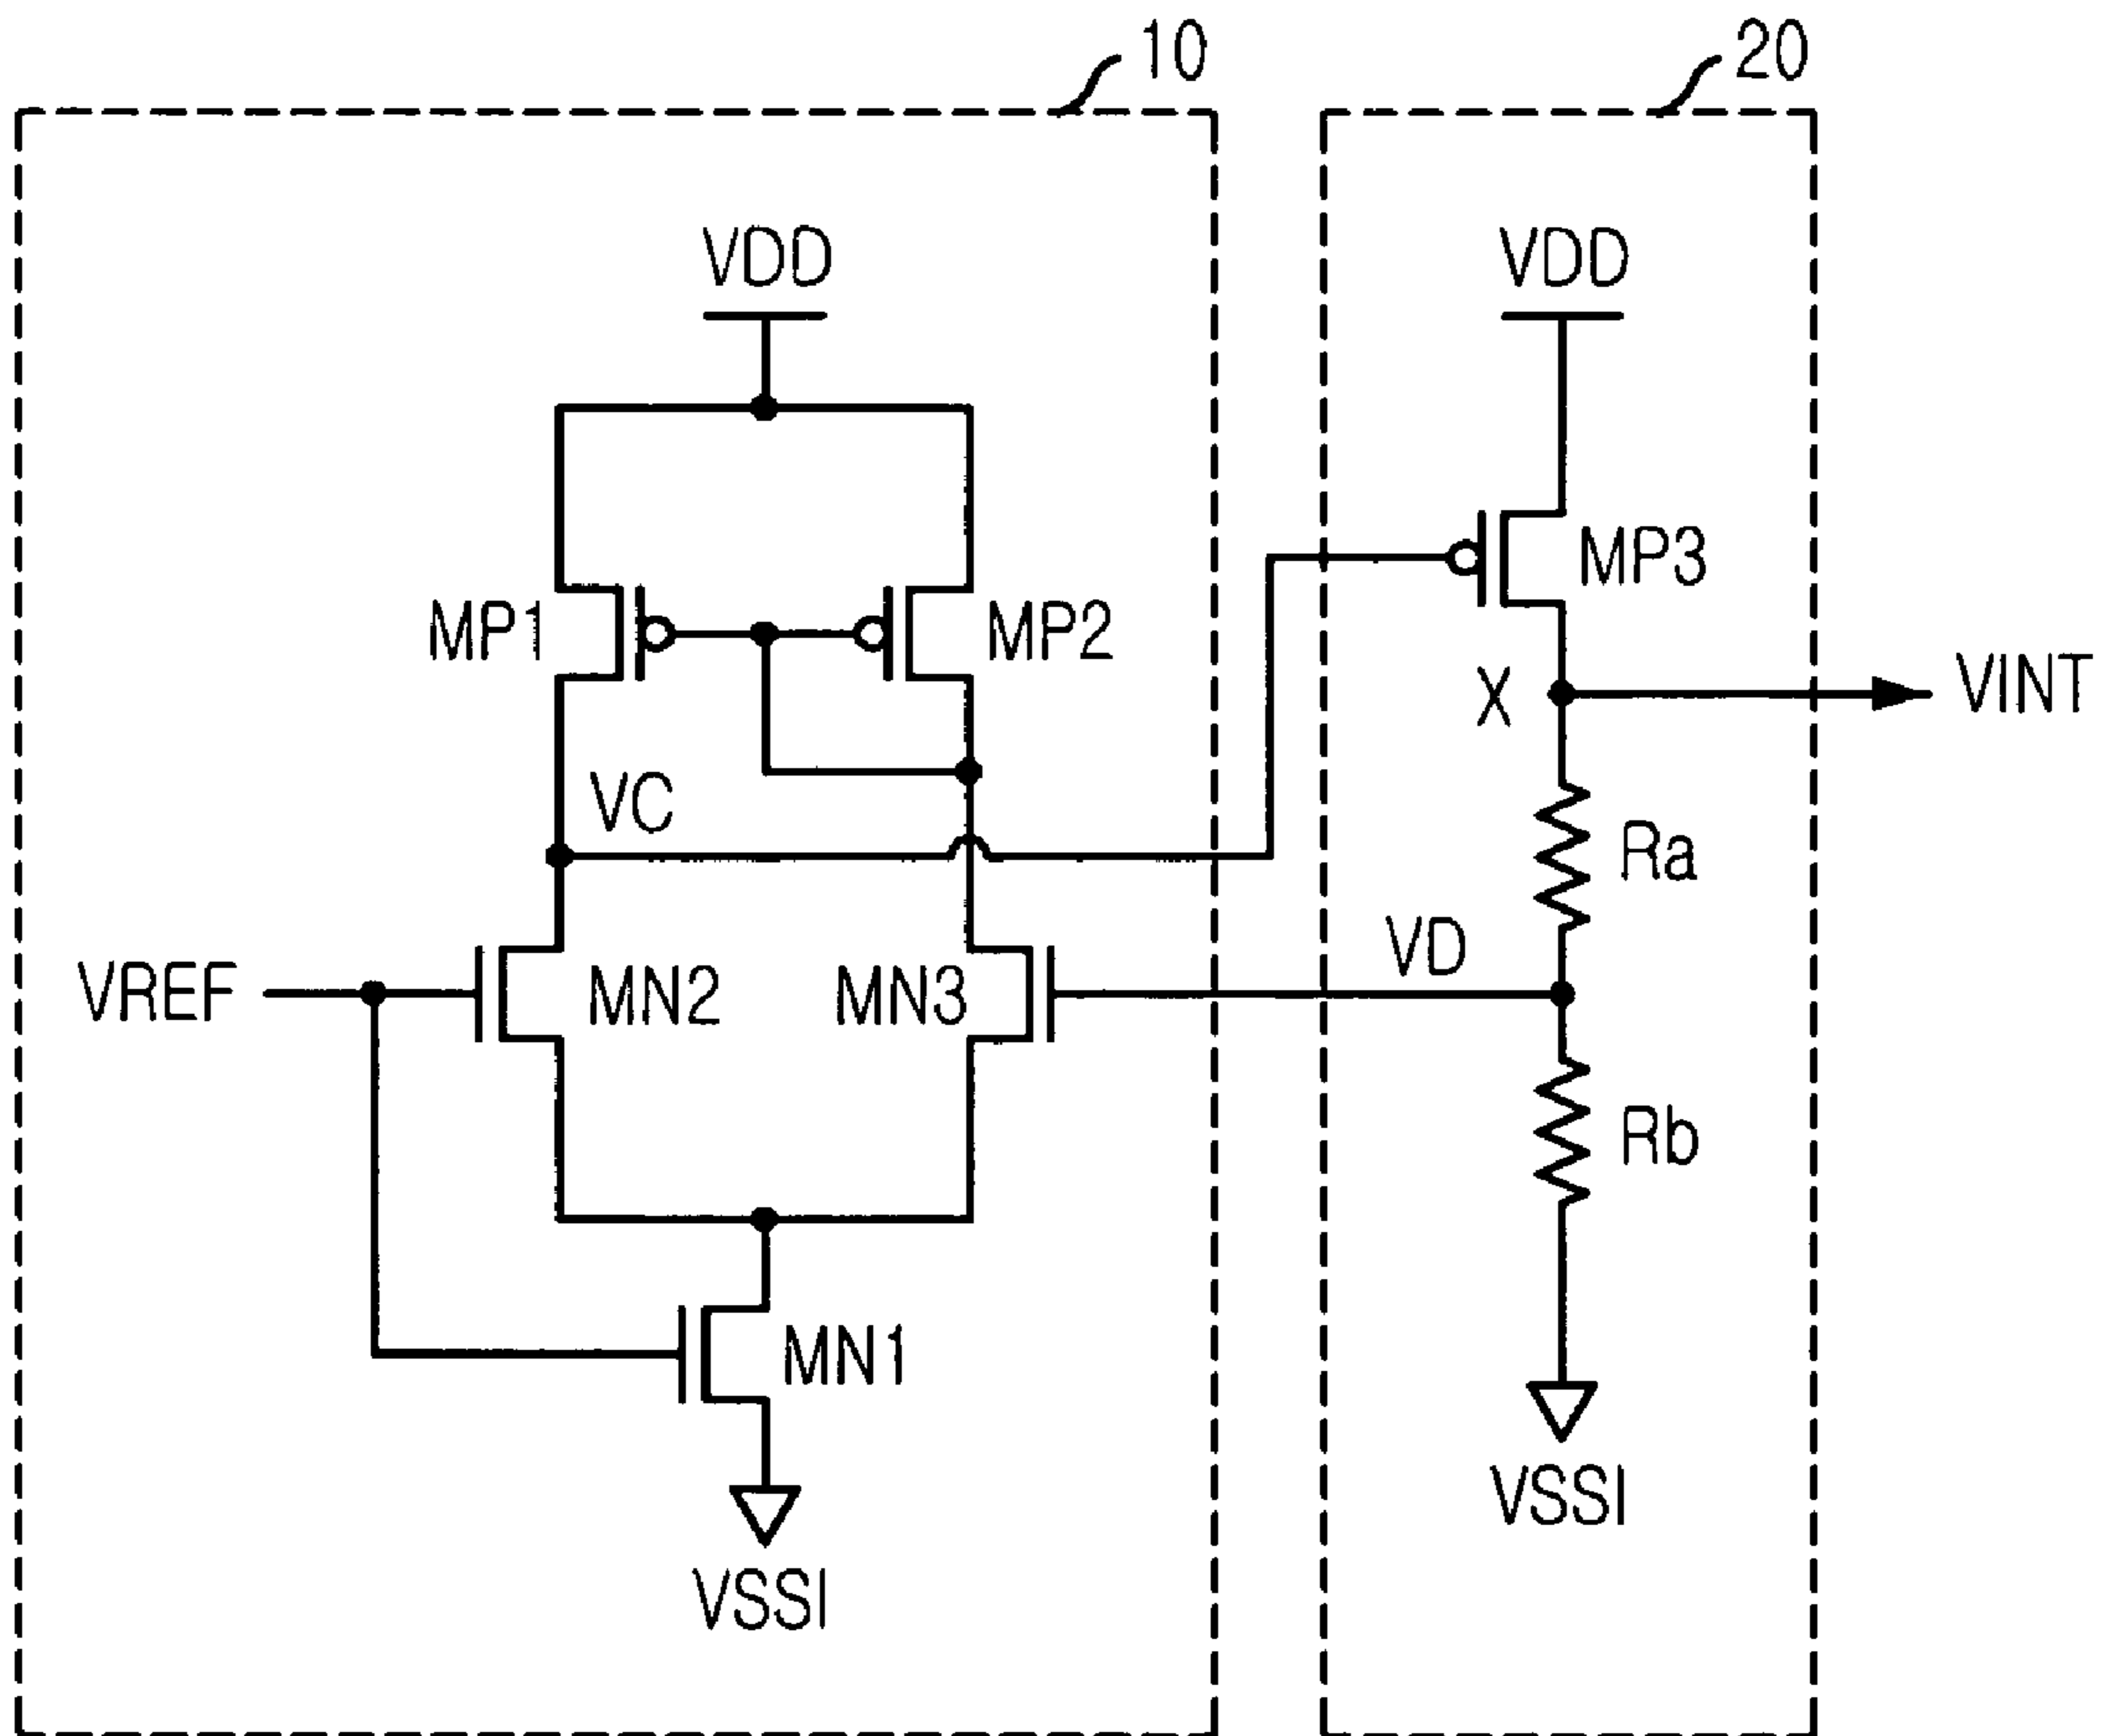 10
20
VDD
VDD
MP1
MP2
MP3
X
VINT
VC
Ra
VD
VREF
MN2
MN3
Rb
MN1
VSSI
VSSI